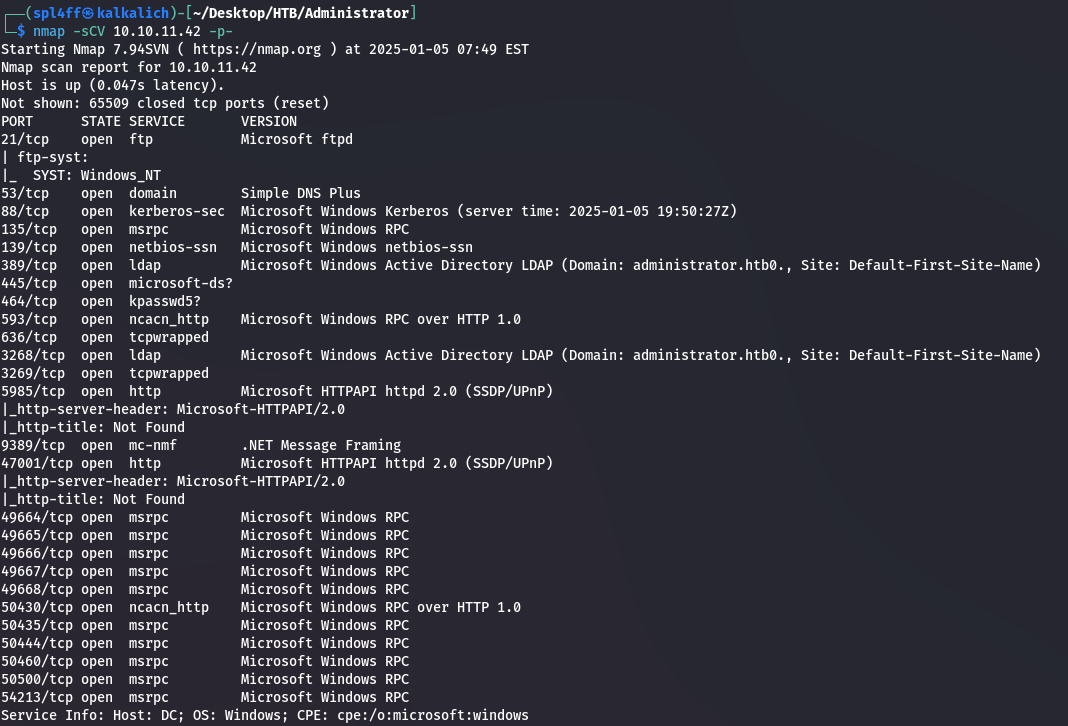 ┌──(spl4ff㉿kalkalich)-[~/Desktop/HTB/Administrator]
└─$ nmap -sCV 10.10.11.42 -p-
Starting Nmap 7.94SVN ( https://nmap.org ) at 2025-01-05 07:49 EST
Nmap scan report for 10.10.11.42
Host is up (0.047s latency).
Not shown: 65509 closed tcp ports (reset)
PORT      STATE SERVICE       VERSION
21/tcp    open  ftp           Microsoft ftpd
| ftp-syst:
|_  SYST: Windows_NT
53/tcp    open  domain        Simple DNS Plus
88/tcp    open  kerberos-sec  Microsoft Windows Kerberos (server time: 2025-01-05 19:50:27Z)
135/tcp   open  msrpc         Microsoft Windows RPC
139/tcp   open  netbios-ssn   Microsoft Windows netbios-ssn
389/tcp   open  ldap          Microsoft Windows Active Directory LDAP (Domain: administrator.htb0., Site: Default-First-Site-Name)
445/tcp   open  microsoft-ds?
464/tcp   open  kpasswd5?
593/tcp   open  ncacn_http    Microsoft Windows RPC over HTTP 1.0
636/tcp   open  tcpwrapped
3268/tcp  open  ldap          Microsoft Windows Active Directory LDAP (Domain: administrator.htb0., Site: Default-First-Site-Name)
3269/tcp  open  tcpwrapped
5985/tcp  open  http          Microsoft HTTPAPI httpd 2.0 (SSDP/UPnP)
|_http-server-header: Microsoft-HTTPAPI/2.0
|_http-title: Not Found
9389/tcp  open  mc-nmf        .NET Message Framing
47001/tcp open  http          Microsoft HTTPAPI httpd 2.0 (SSDP/UPnP)
|_http-server-header: Microsoft-HTTPAPI/2.0
|_http-title: Not Found
49664/tcp open  msrpc         Microsoft Windows RPC
49665/tcp open  msrpc         Microsoft Windows RPC
49666/tcp open  msrpc         Microsoft Windows RPC
49667/tcp open  msrpc         Microsoft Windows RPC
49668/tcp open  msrpc         Microsoft Windows RPC
50430/tcp open  ncacn_http    Microsoft Windows RPC over HTTP 1.0
50435/tcp open  msrpc         Microsoft Windows RPC
50444/tcp open  msrpc         Microsoft Windows RPC
50460/tcp open  msrpc         Microsoft Windows RPC
50500/tcp open  msrpc         Microsoft Windows RPC
54213/tcp open  msrpc         Microsoft Windows RPC
Service Info: Host: DC; OS: Windows; CPE: cpe:/o:microsoft:windows